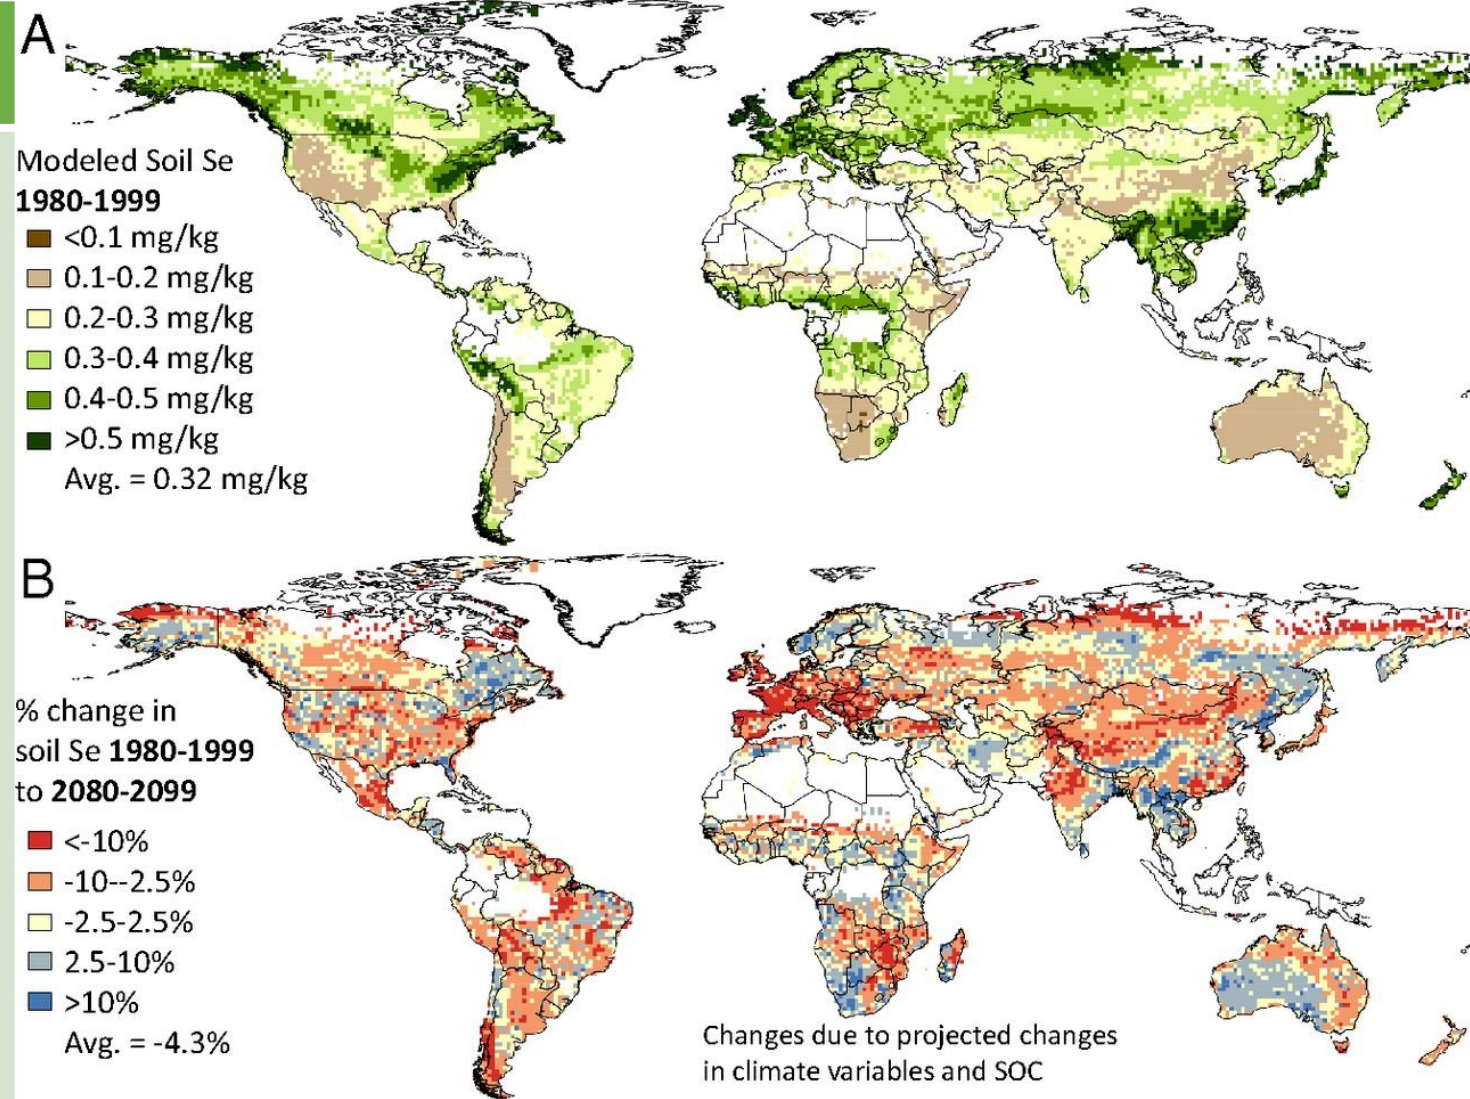 A
Modeled Soil Se
1980-1999
<0.1 mg/kg
0.1-0.2 mg/kg
0.2-0.3 mg/kg
0.3-0.4 mg/kg
0.4-0.5 mg/kg
>0.5 mg/kg
Avg. = 0.32 mg/kg
B
% change in
soil Se 1980-1999
to 2080-2099
<-10%
-10--2.5%
-2.5-2.5%
2.5-10%
>10%
Avg. = -4.3%
Changes due to projected changes
in climate variables and SOC